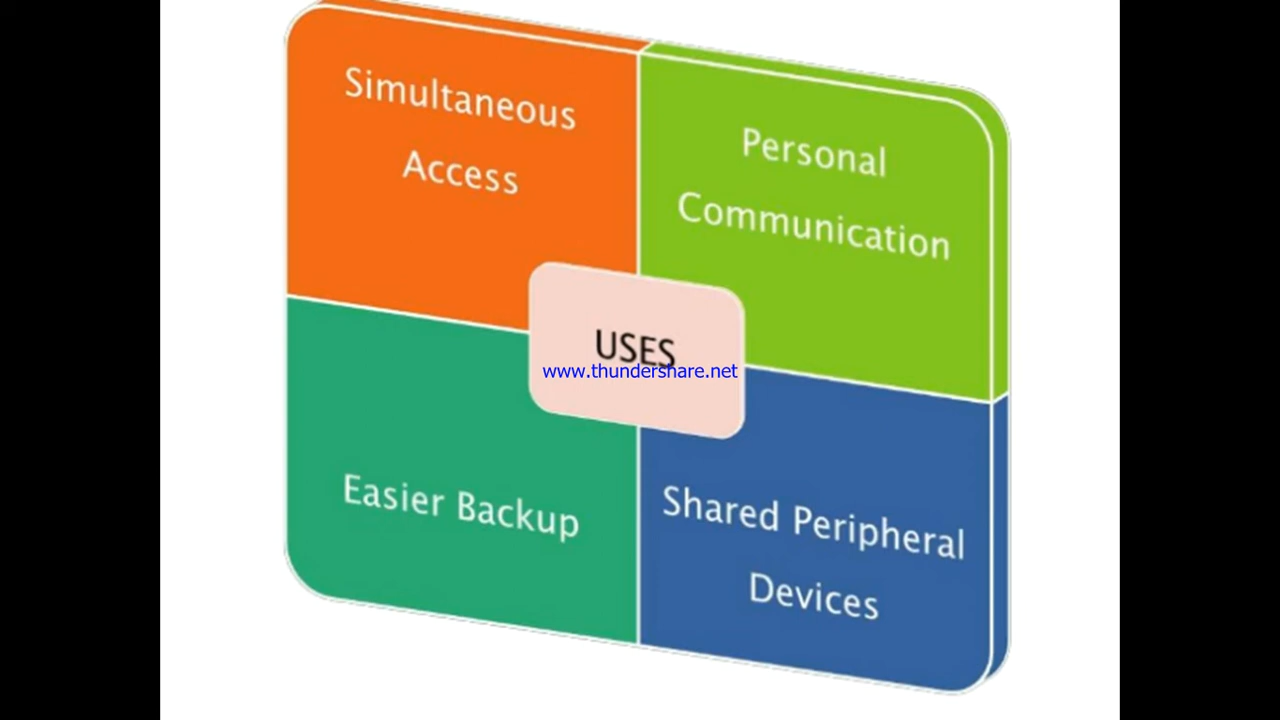 Simultaneous
Access
Personal
Communication
USES
www.thundershare.net
Easier Backup
Shared Peripheral
Devices